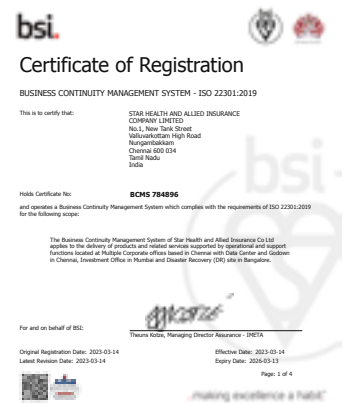 bsi.
Certificate of Registration
BUSINESS CONTINUITY MANAGEMENT SYSTEM - ISO 22301:2019
This is to certify that:
STAR HEALTH AND ALLIED INSURANCE
COMPANY LIMITED
No.1, New Tank Street
Valluvarkottam High Road
Nungambakkam
Chennai 600 034
Tamil Nadu
India
Holds Certificate No:
BCMS 784896
and operates a Business Continuity Management System which complies with the requirements of ISO 22301:2019
for the following scope:
The Business Continuity Management System of Star Health and Allied Insurance Co Ltd
applies to the delivery of products and related services supported by operational and support
functions located at Multiple Corporate offices based in Chennai with Data Center and Godown
in Chennai, Investment Office in Mumbai and Disaster Recovery (DR) site in Bangalore.
For and on behalf of BSI:
Theuns Kotze, Managing Director Assurance - IMETA
Original Registration Date: 2023-03-14
Effective Date: 2023-03-14
Latest Revision Date: 2023-03-14
Expiry Date: 2026-03-13
Page: 1 of 4
...making excellence a habit.
bsi.